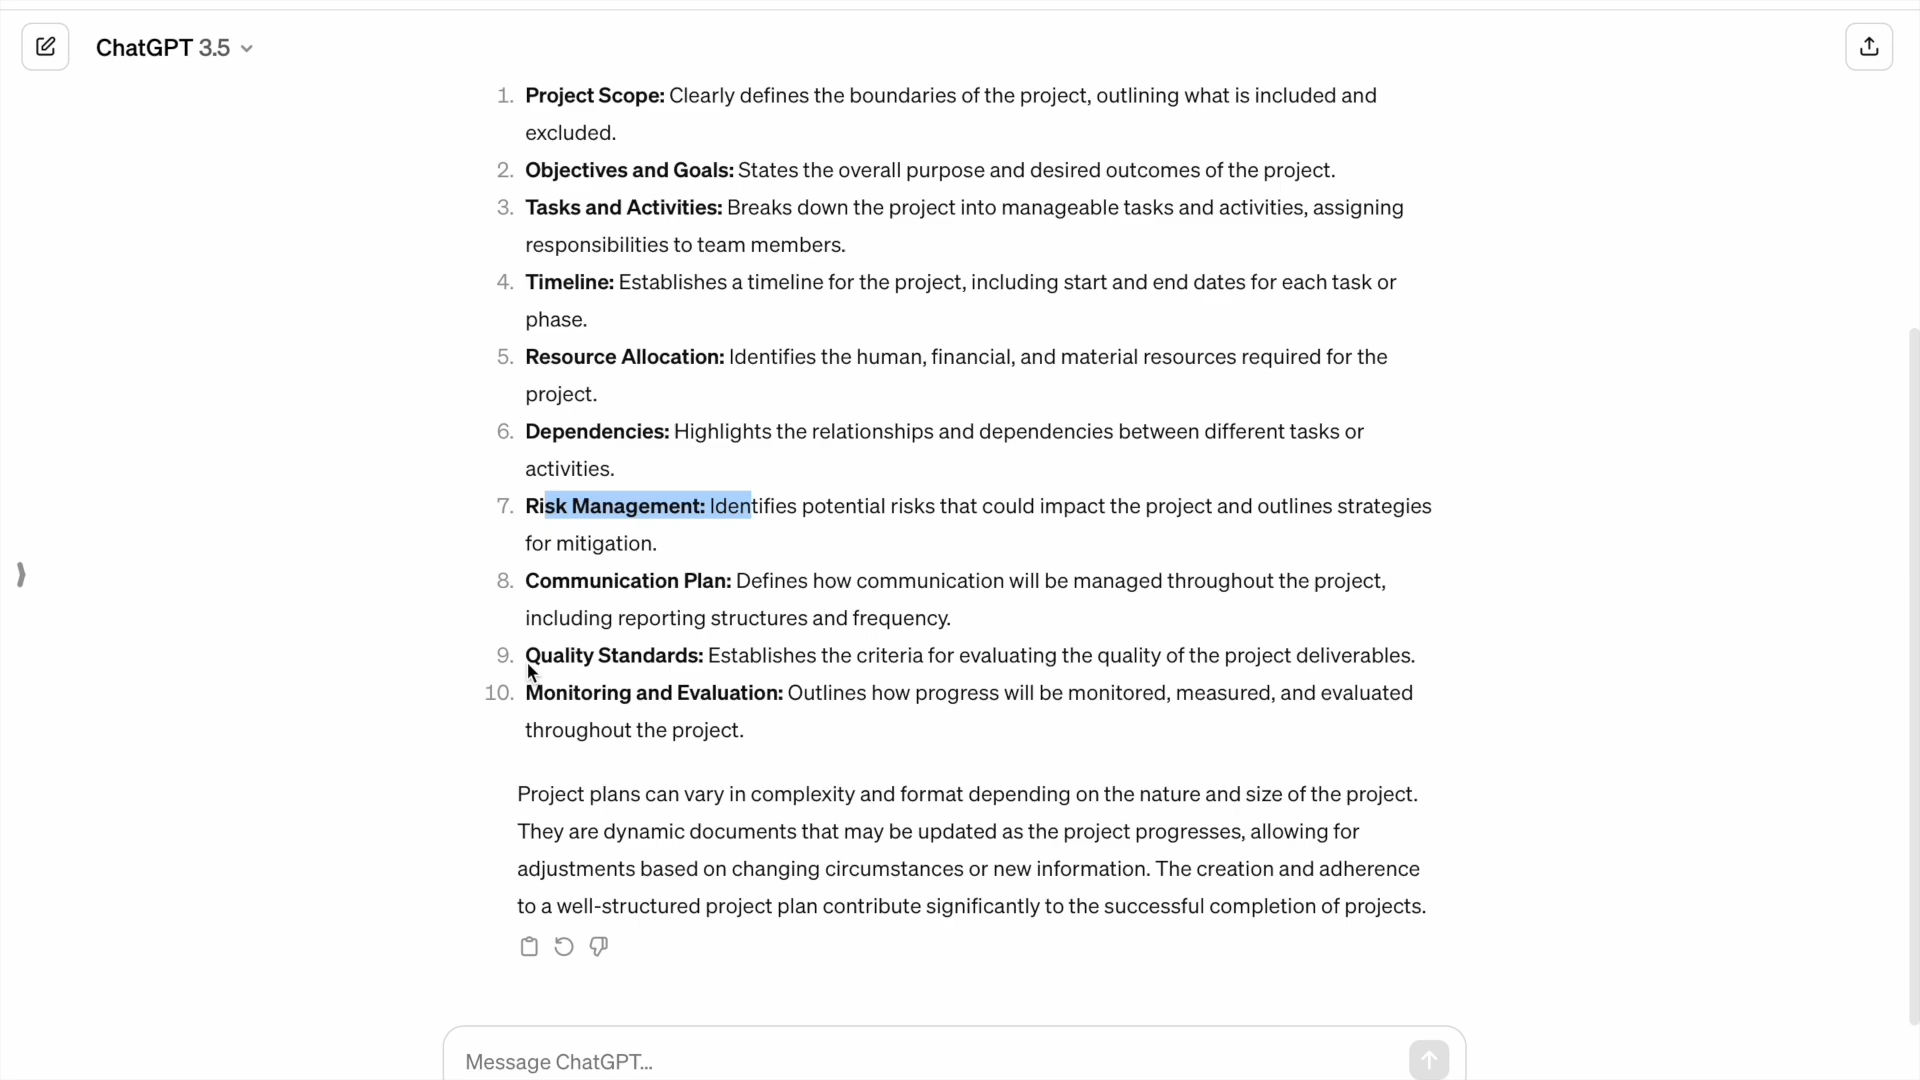 ChatGPT 3.5
1. Project Scope: Clearly defines the boundaries of the project, outlining what is included and
excluded.
2. Objectives and Goals: States the overall purpose and desired outcomes of the project.
3. Tasks and Activities: Breaks down the project into manageable tasks and activities, assigning
responsibilities to team members.
4. Timeline: Establishes a timeline for the project, including start and end dates for each task or
phase.
5. Resource Allocation: Identifies the human, financial, and material resources required for the
project.
6. Dependencies: Highlights the relationships and dependencies between different tasks or
activities.
7. Risk Management: Identifies potential risks that could impact the project and outlines strategies
for mitigation.
8. Communication Plan: Defines how communication will be managed throughout the project,
including reporting structures and frequency.
9. Quality Standards: Establishes the criteria for evaluating the quality of the project deliverables.
10. Monitoring and Evaluation: Outlines how progress will be monitored, measured, and evaluated
throughout the project.
Project plans can vary in complexity and format depending on the nature and size of the project.
They are dynamic documents that may be updated as the project progresses, allowing for
adjustments based on changing circumstances or new information. The creation and adherence
to a well-structured project plan contribute significantly to the successful completion of projects.
Message ChatGPT...